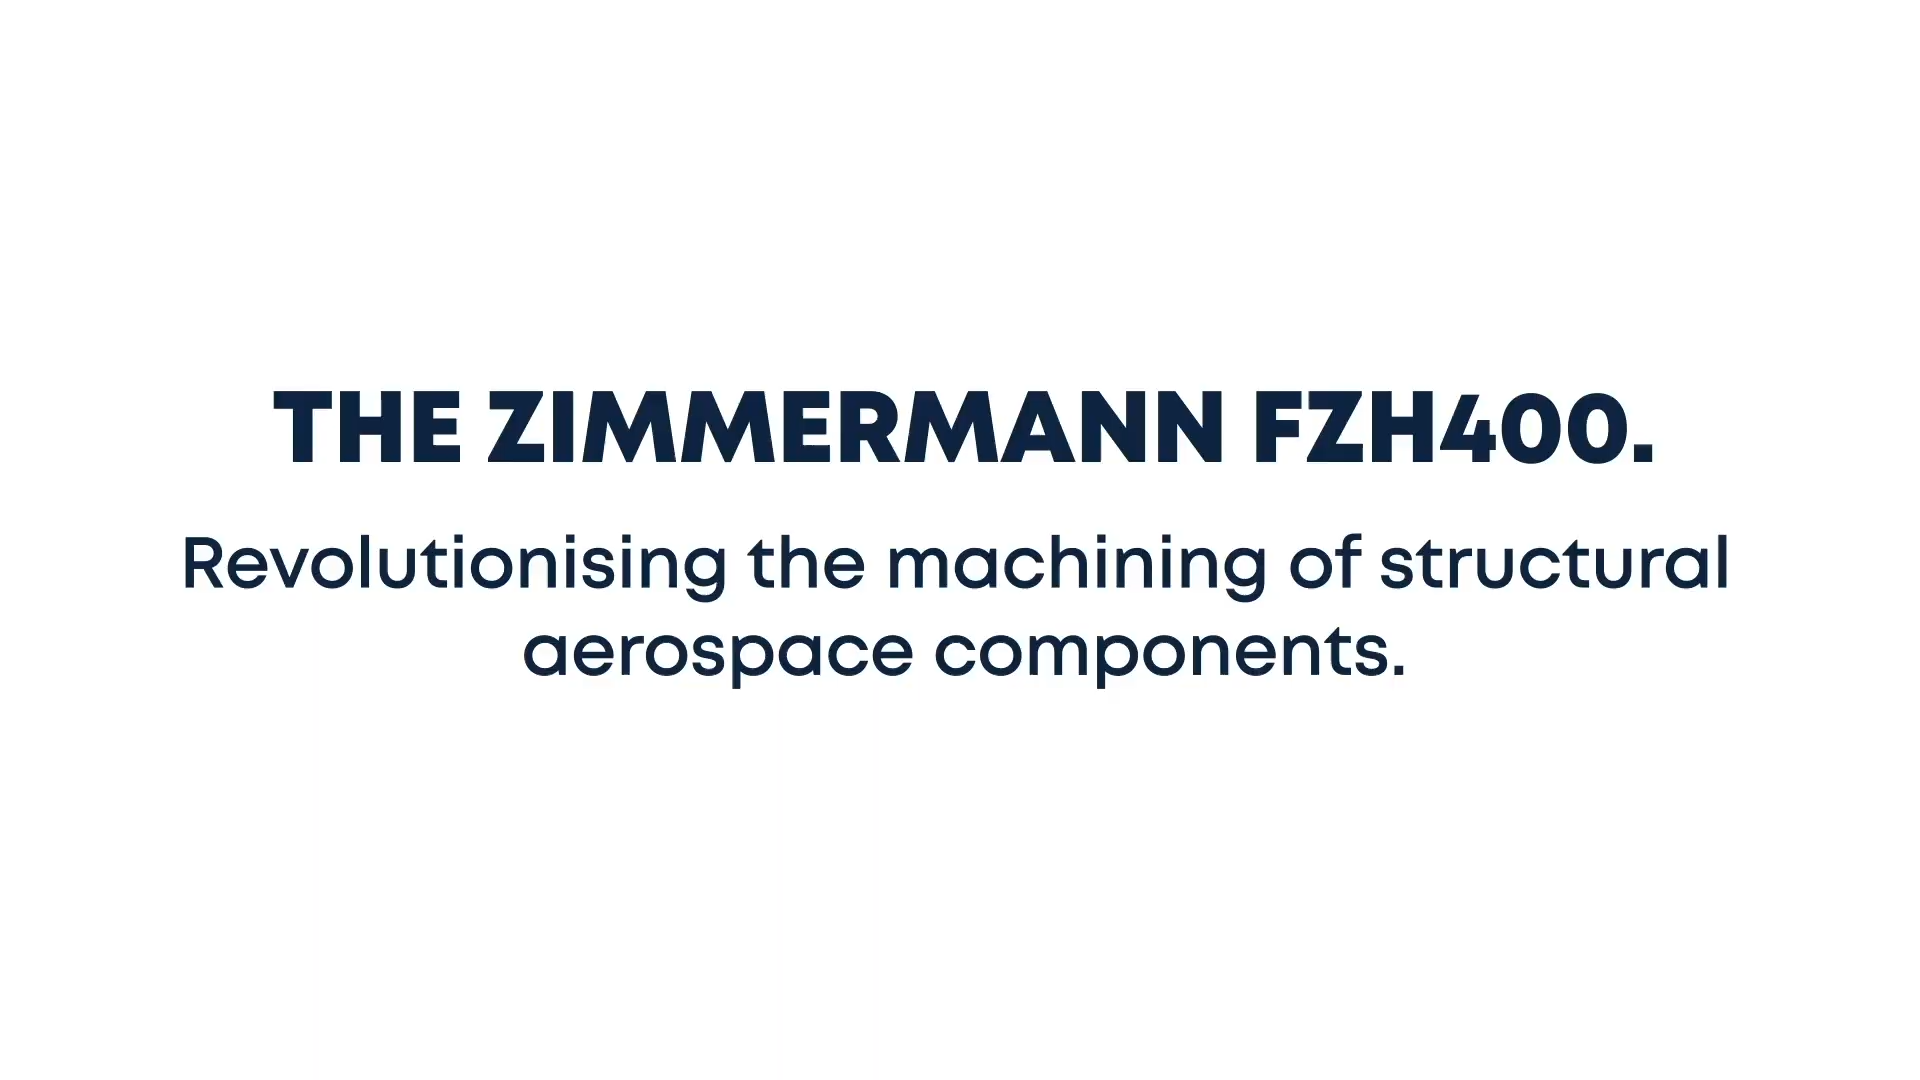 THE ZIMMERMANN FZH400.
Revolutionising the machining of structural
aerospace components.